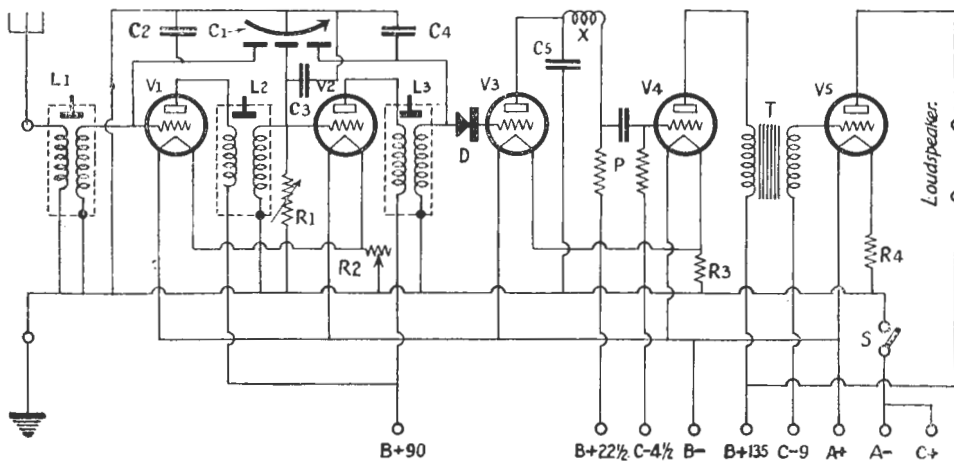 C2 C1 C4 X C5
L1 V1 L2 C3 V2 L3 V3 V4 V5
D P T
Loudspeaker.
R1 R2 R3 R4
S
B+90 B+22½ C-4½ B- B+135 C-9 A+ A- C+